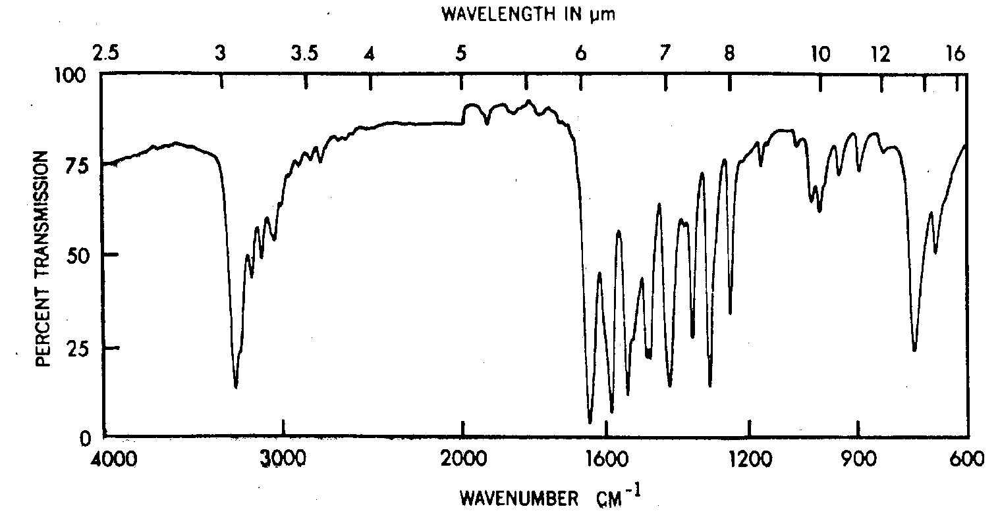 WAVELENGTH IN µm
2.5 3 3.5 4 5 6 7 8 10 12 16
100
75
50
25
0
PERCENT TRANSMISSION
4000 3000 2000 1600 1200 900 600
WAVENUMBER CM⁻¹